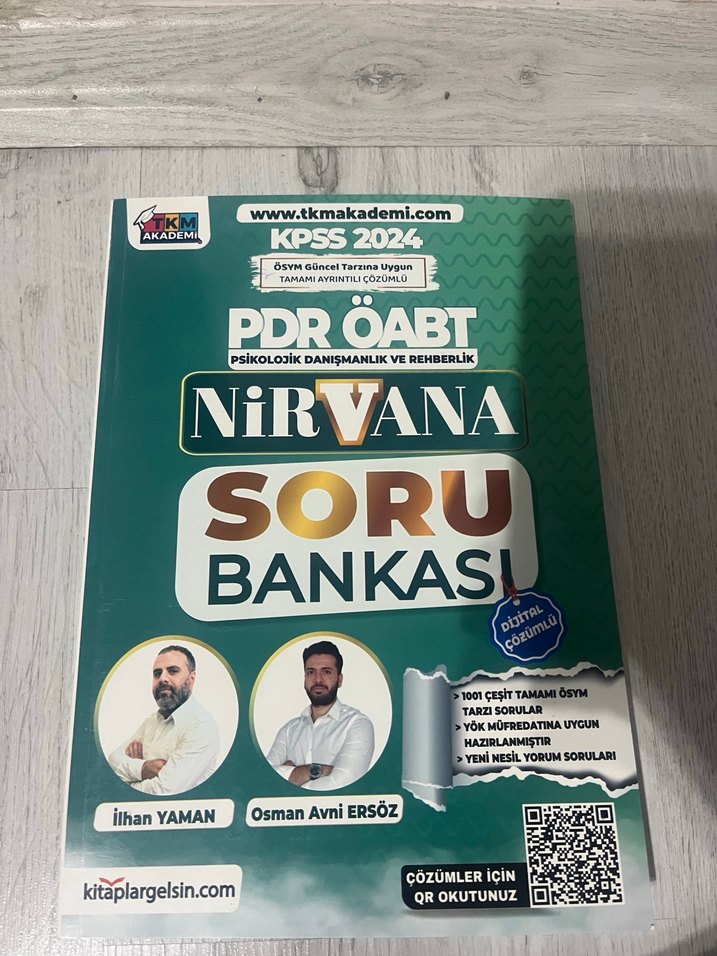 TKM
AKADEMİ
www.tkmakademi.com
KPSS 2024
ÖSYM Güncel Tarzına Uygun
TAMAMI AYRINTILI ÇÖZÜMLÜ
PDR ÖABT
PSİKOLOJİK DANIŞMANLIK VE REHBERLİK
NiRVANA
SORU
BANKASI
DİJİTAL
ÇÖZÜMLÜ
> 1001 ÇEŞİT TAMAMI ÖSYM
TARZI SORULAR
> YÖK MÜFREDATINA UYGUN
HAZIRLANMIŞTIR
> YENİ NESİL YORUM SORULARI
İlhan YAMAN
Osman Avni ERSÖZ
kitaplargelsin.com
ÇÖZÜMLER İÇİN
QR OKUTUNUZ